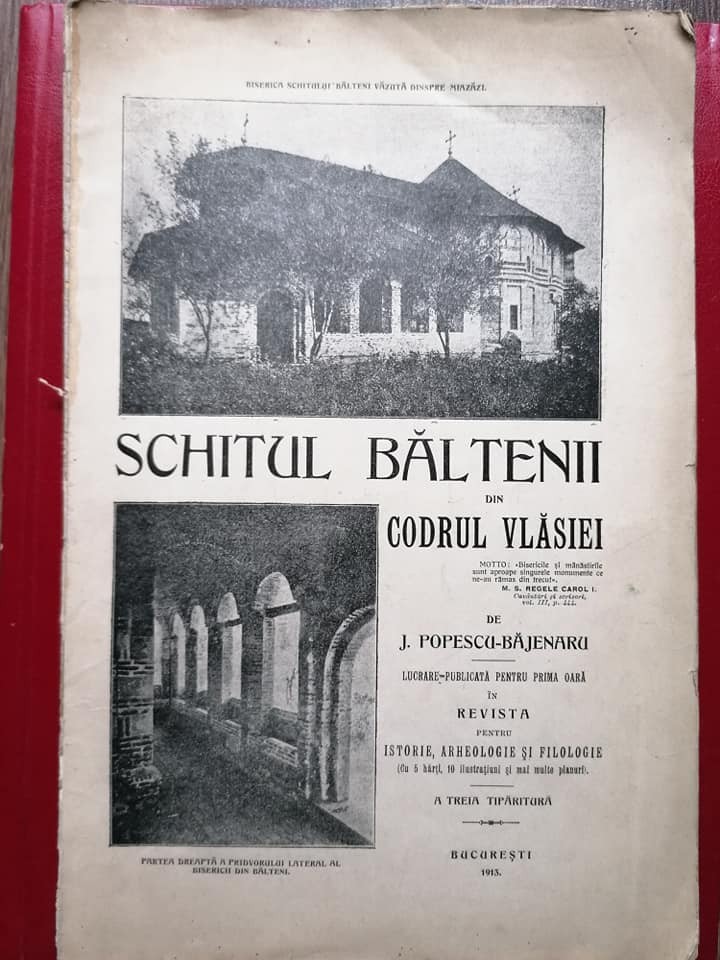 BISERICA SCHITULUI BĂLTENI VĂZUTĂ DINSPRE MIAZĂZI.
SCHITUL BĂLTENII
DIN
CODRUL VLĂSIEI
MOTTO: «Bisericile şi mănăstirile
sunt aproape singurele monumente ce
ne-au rămas din trecut».
M. S. REGELE CAROL I.
Cuvântări şi scrisori,
vol. III, p. 111.
DE
J. POPESCU-BĂJENARU
LUCRARE PUBLICATĂ PENTRU PRIMA OARĂ
ÎN
REVISTA
PENTRU
ISTORIE, ARHEOLOGIE ŞI FILOLOGIE
(Cu 5 hărţi, 10 ilustraţiuni şi mai multe planuri).
A TREIA TIPĂRITURĂ
BUCUREŞTI
1913.
PARTEA DREAPTĂ A PRIDVORULUI LATERAL AL
BISERICII DIN BĂLTENI.